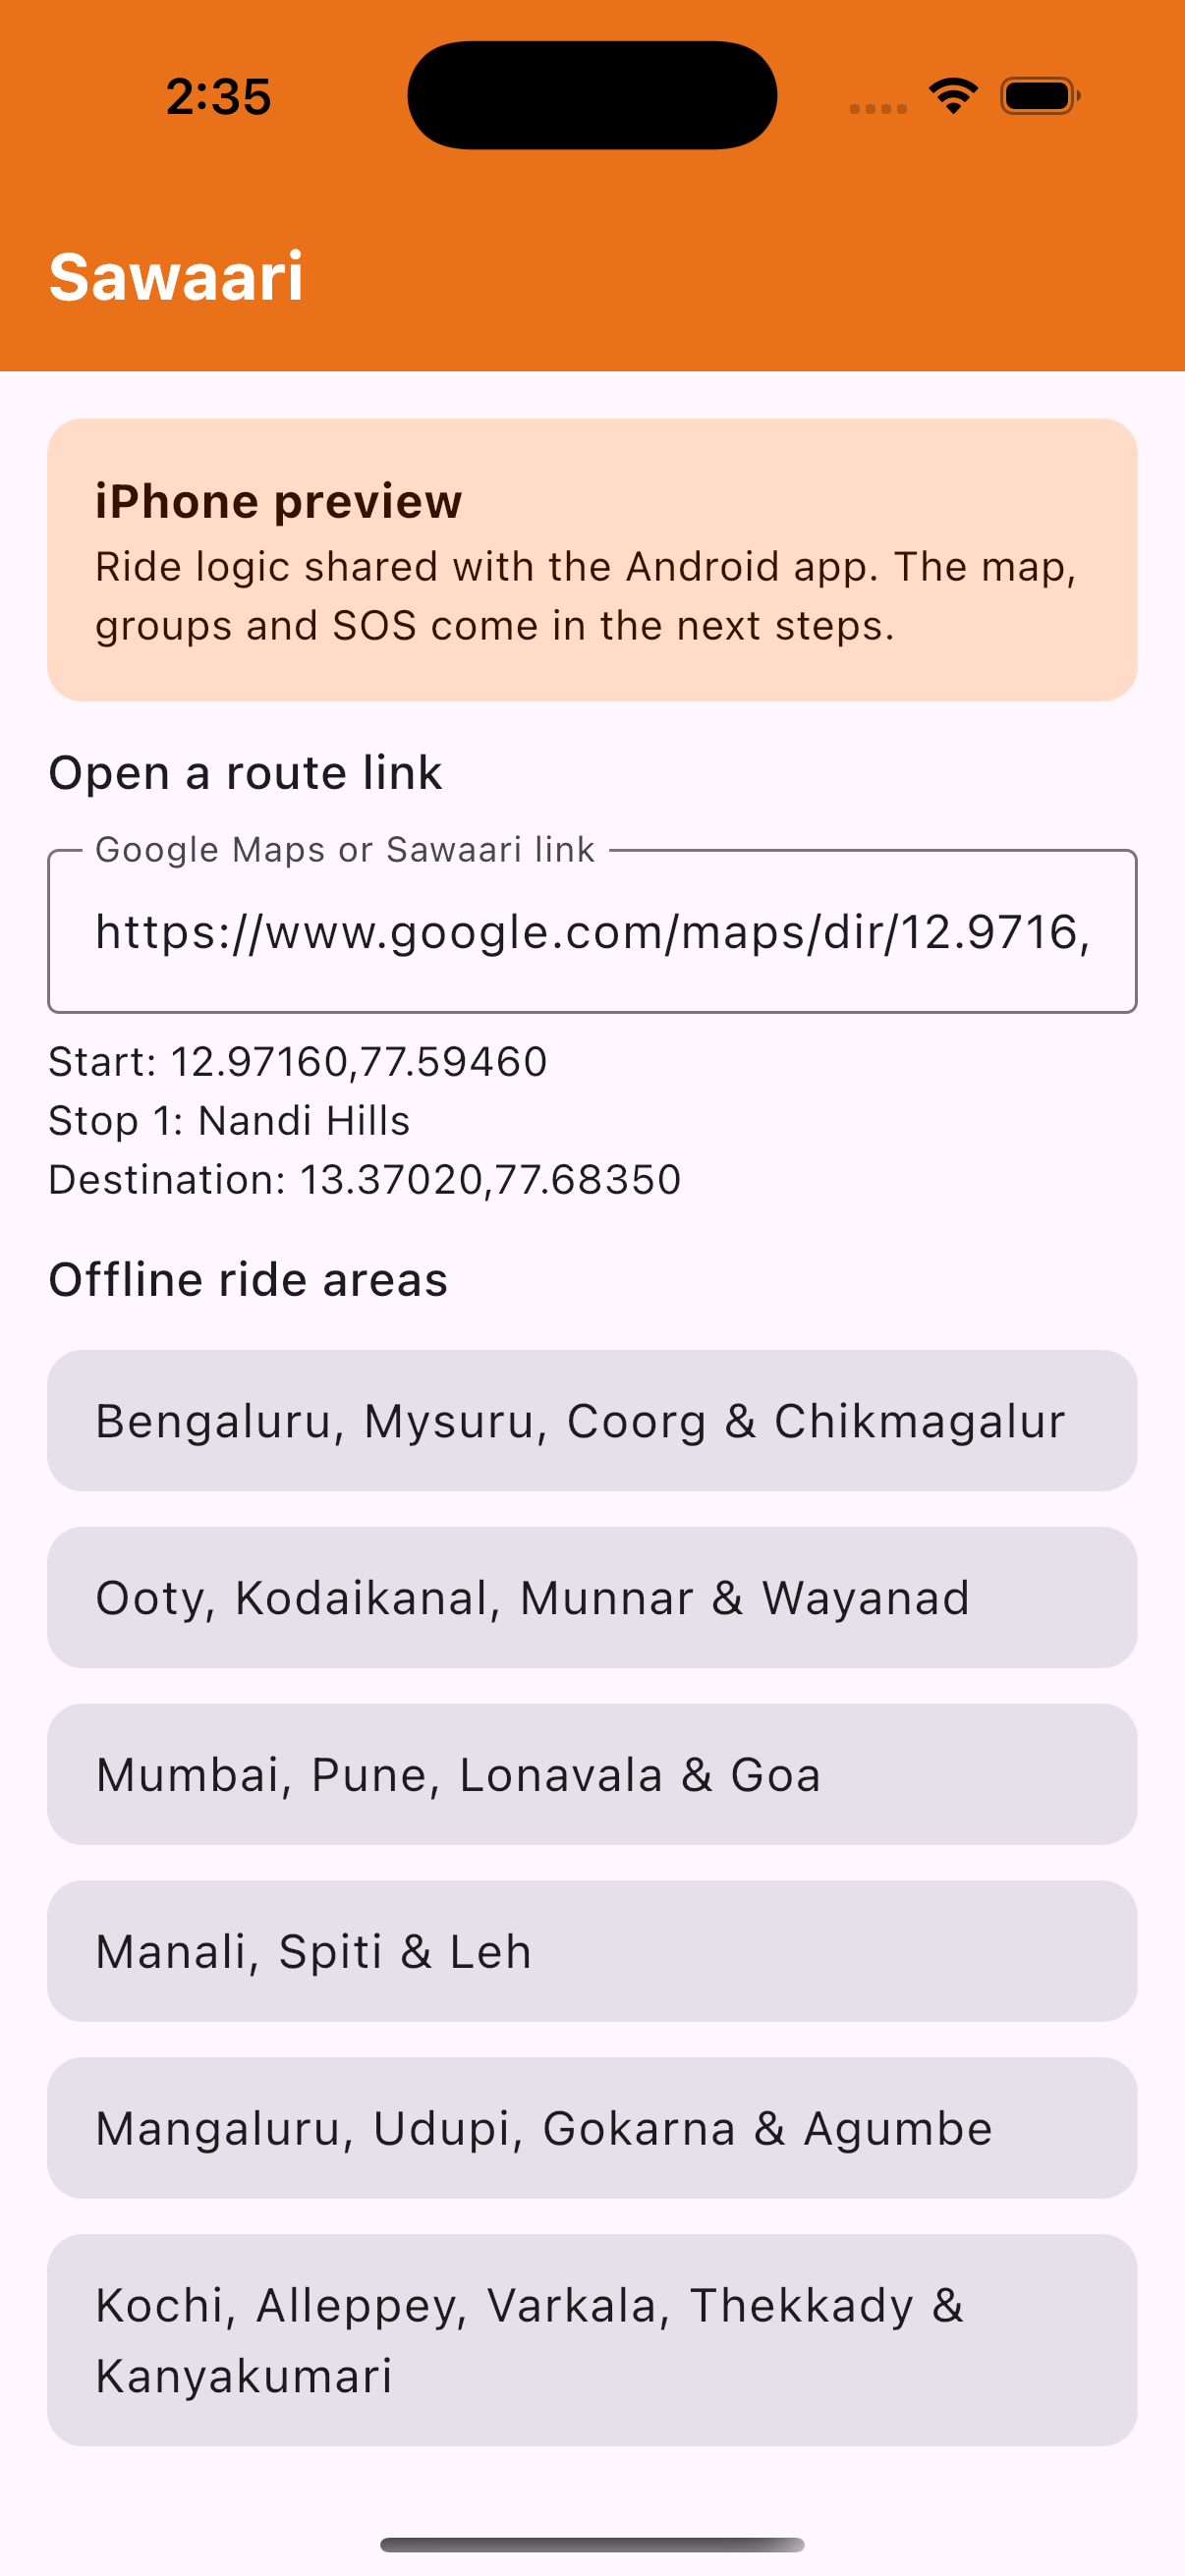 2:35
Sawaari
iPhone preview
Ride logic shared with the Android app. The map,
groups and SOS come in the next steps.
Open a route link
Google Maps or Sawaari link
https://www.google.com/maps/dir/12.9716,
Start: 12.97160,77.59460
Stop 1: Nandi Hills
Destination: 13.37020,77.68350
Offline ride areas
Bengaluru, Mysuru, Coorg & Chikmagalur
Ooty, Kodaikanal, Munnar & Wayanad
Mumbai, Pune, Lonavala & Goa
Manali, Spiti & Leh
Mangaluru, Udupi, Gokarna & Agumbe
Kochi, Alleppey, Varkala, Thekkady &
Kanyakumari